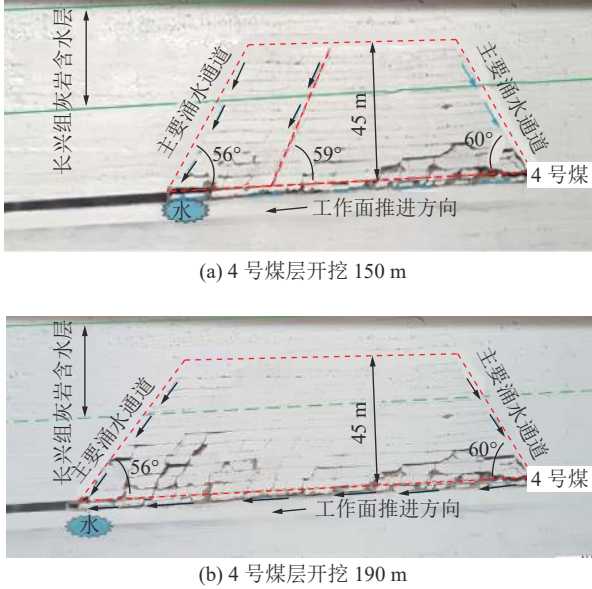 长兴组灰岩含水层
主要涌水通道
56°
59°
45 m
60°
主要涌水通道
4 号煤
水
工作面推进方向
(a) 4 号煤层开挖 150 m
长兴组灰岩含水层
主要涌水通道
56°
45 m
60°
主要涌水通道
4 号煤
水
工作面推进方向
(b) 4 号煤层开挖 190 m